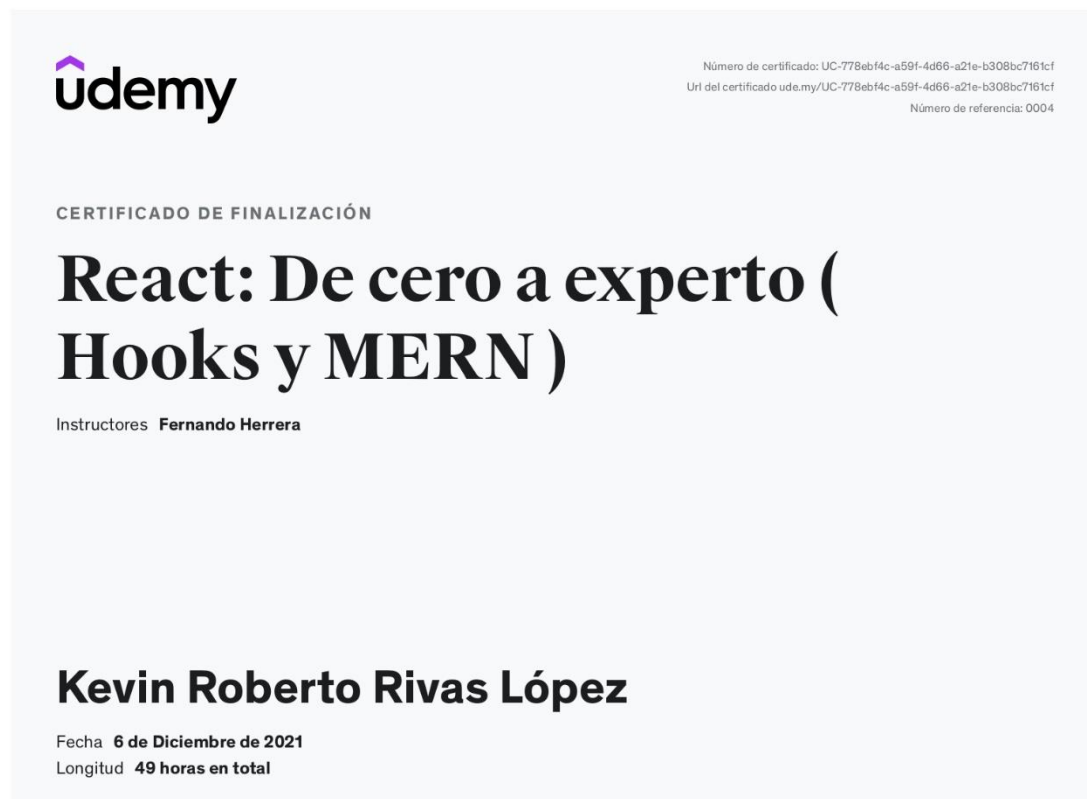 udemy
Número de certificado: UC-778ebf4c-a59f-4d66-a21e-b308bc7161cf
Url del certificado ude.my/UC-778ebf4c-a59f-4d66-a21e-b308bc7161cf
Número de referencia: 0004
CERTIFICADO DE FINALIZACIÓN
React: De cero a experto (
Hooks y MERN )
Instructores Fernando Herrera
Kevin Roberto Rivas López
Fecha 6 de Diciembre de 2021
Longitud 49 horas en total